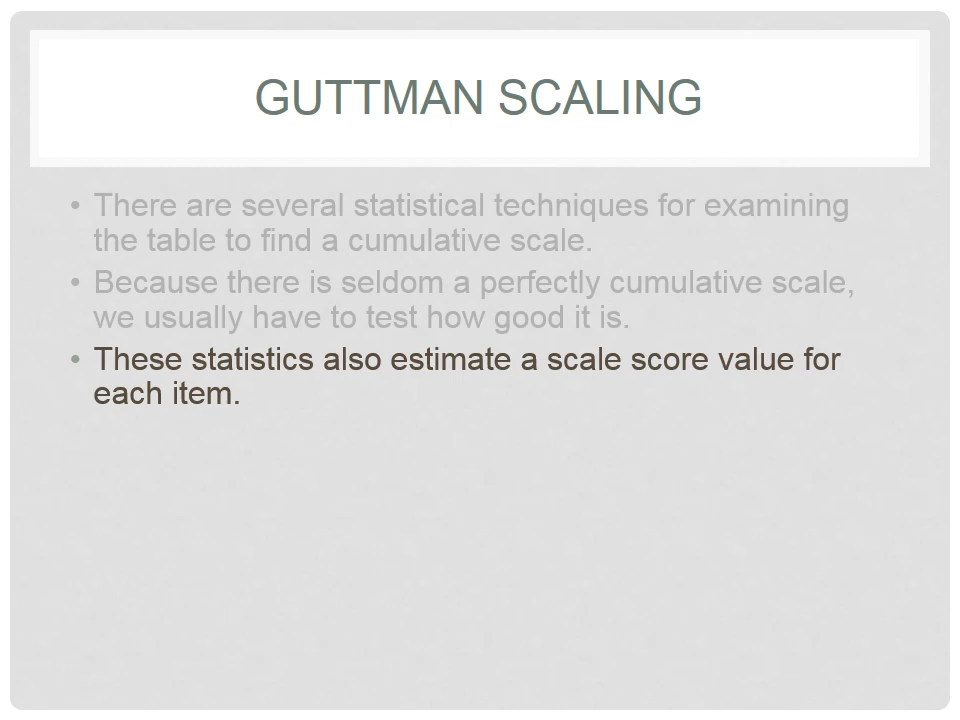 GUTTMAN SCALING
• There are several statistical techniques for examining
the table to find a cumulative scale.
• Because there is seldom a perfectly cumulative scale,
we usually have to test how good it is.
• These statistics also estimate a scale score value for
each item.